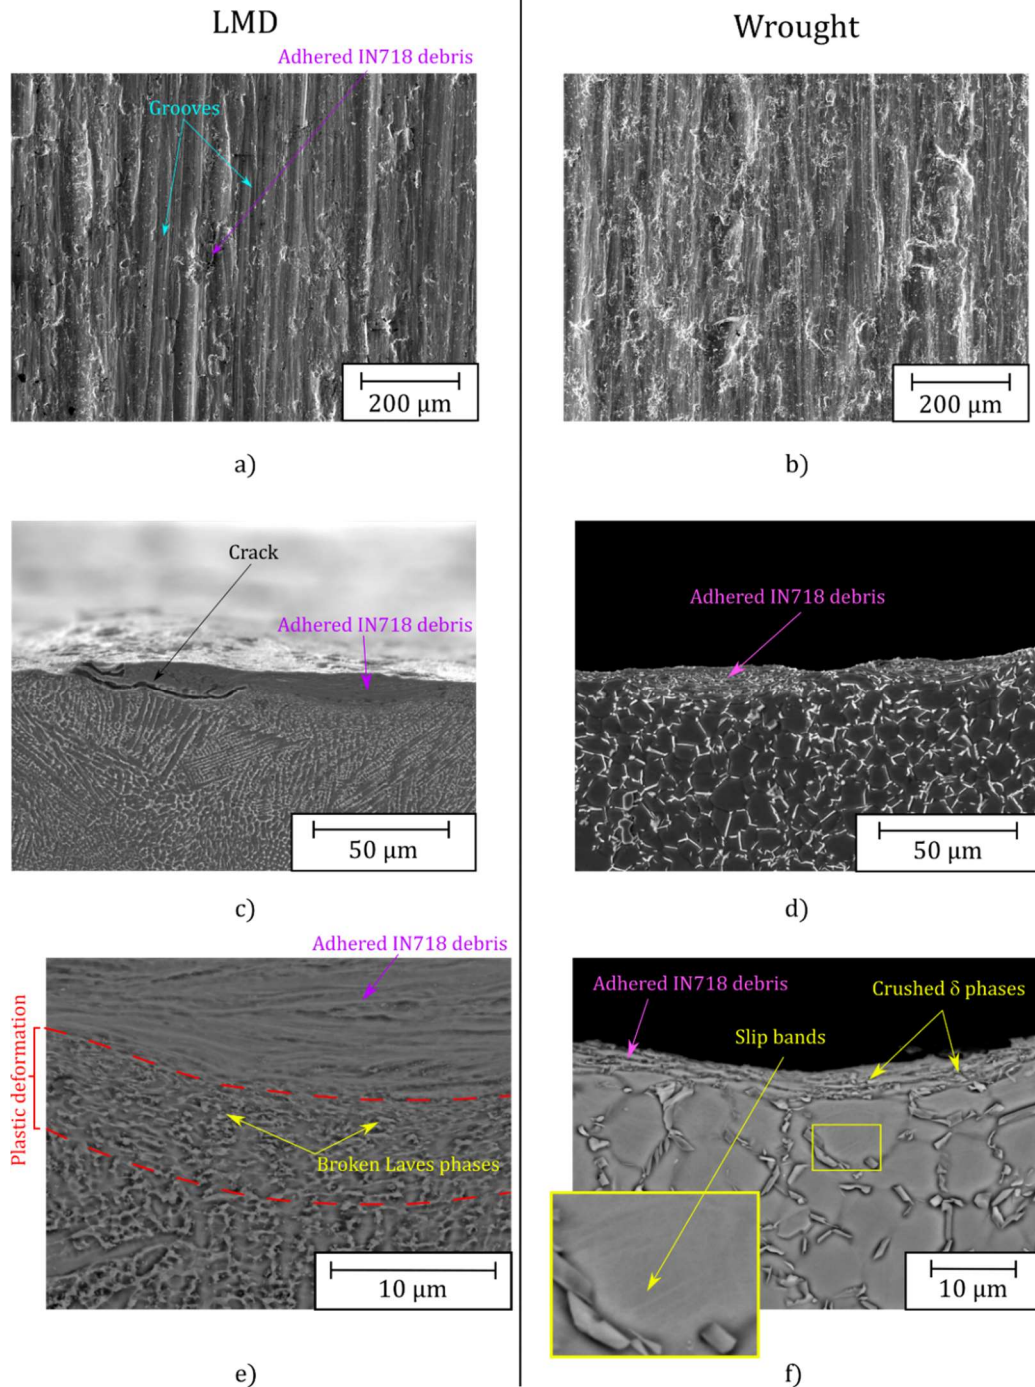 LMD
Wrought
Adhered IN718 debris
Grooves
200 µm
200 µm
a)
b)
Crack
Adhered IN718 debris
50 µm
Adhered IN718 debris
50 µm
c)
d)
Adhered IN718 debris
Plastic deformation
Broken Laves phases
10 µm
Adhered IN718 debris
Crushed δ phases
Slip bands
10 µm
e)
f)